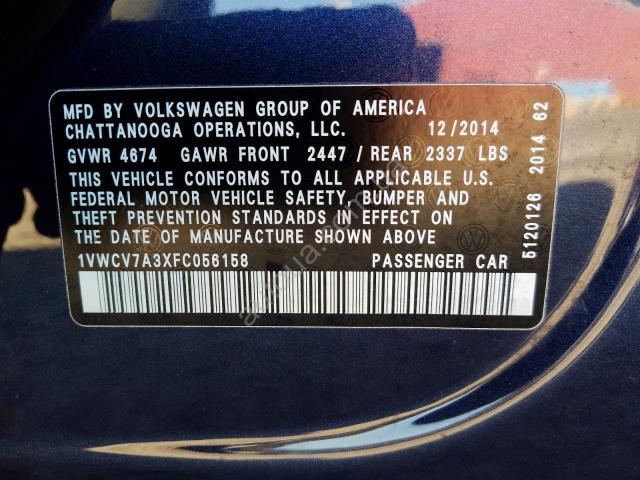 MFD BY VOLKSWAGEN GROUP OF AMERICA
CHATTANOOGA OPERATIONS, LLC. 12/2014
GVWR 4674 GAWR FRONT 2447 / REAR 2337 LBS
THIS VEHICLE CONFORMS TO ALL APPLICABLE U.S.
FEDERAL MOTOR VEHICLE SAFETY, BUMPER AND
THEFT PREVENTION STANDARDS IN EFFECT ON
THE DATE OF MANUFACTURE SHOWN ABOVE
1VWCV7A3XFC056158 PASSENGER CAR
5120126 2014 62